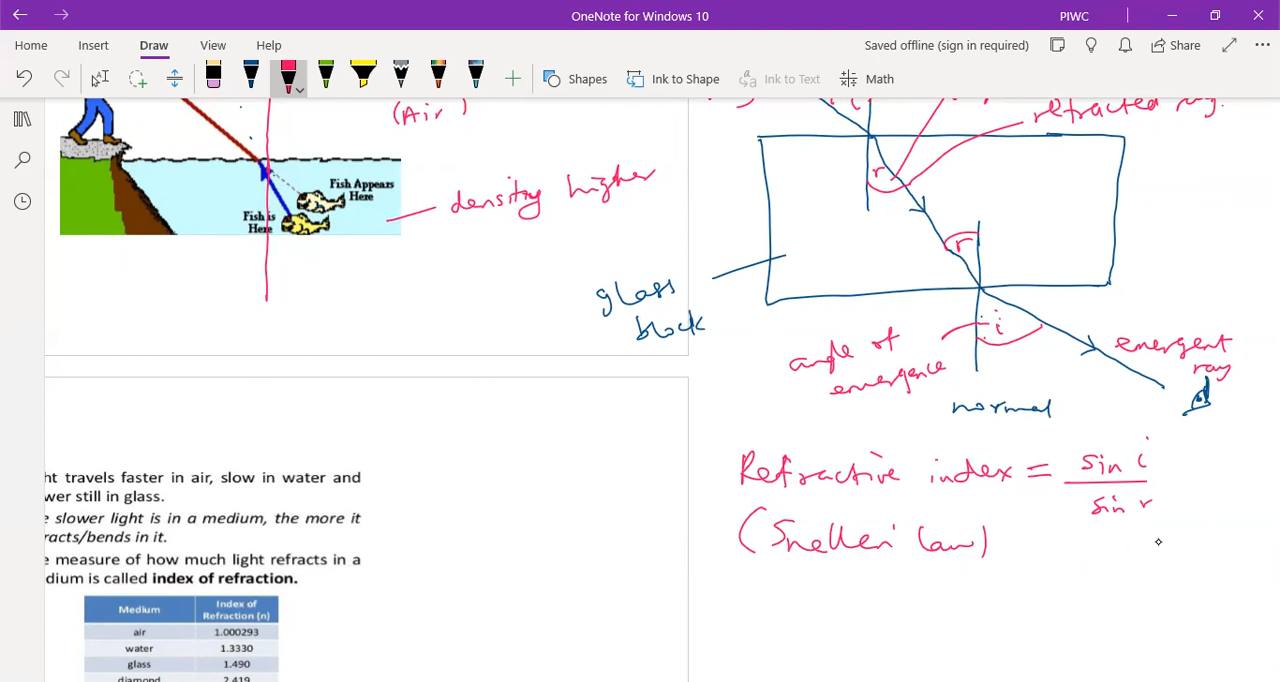 OneNote for Windows 10
PIWC
Home
Insert
Draw
View
Help
Saved offline (sign in required)
Share
Shapes
Ink to Shape
Ink to Text
Math
(Air)
Fish Appears
Here
Fish is
Here
density higher
refracted ray.
i
r
r
i
glass
block
angle of
emergence
emergent
ray
normal
Refractive index = sin i
sin r
(Snellen' law)
ht travels faster in air, slow in water and
wer still in glass.
e slower light is in a medium, the more it
racts/bends in it.
e measure of how much light refracts in a
dium is called index of refraction.
Medium
Index of
Refraction (n)
air 1.000293
water 1.3330
glass 1.490
diamond 2.419